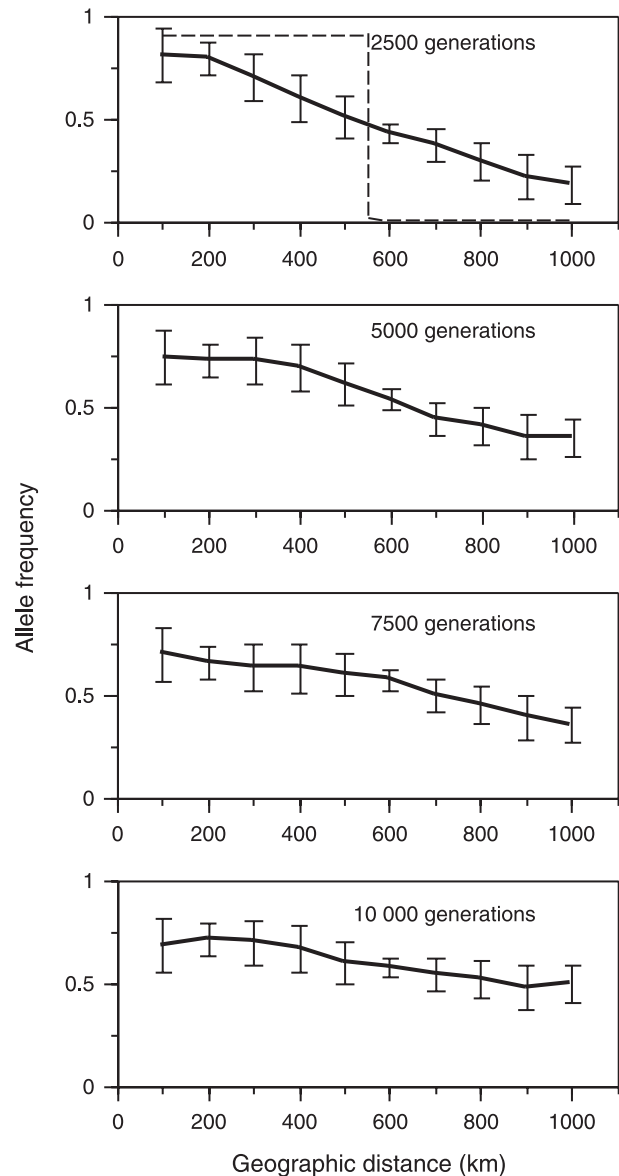 1
2500 generations
0.5
0
0 200 400 600 800 1000
1
5000 generations
0.5
0
0 200 400 600 800 1000
Allele frequency
1
7500 generations
0.5
0
0 200 400 600 800 1000
1
10 000 generations
0.5
0
0 200 400 600 800 1000
Geographic distance (km)